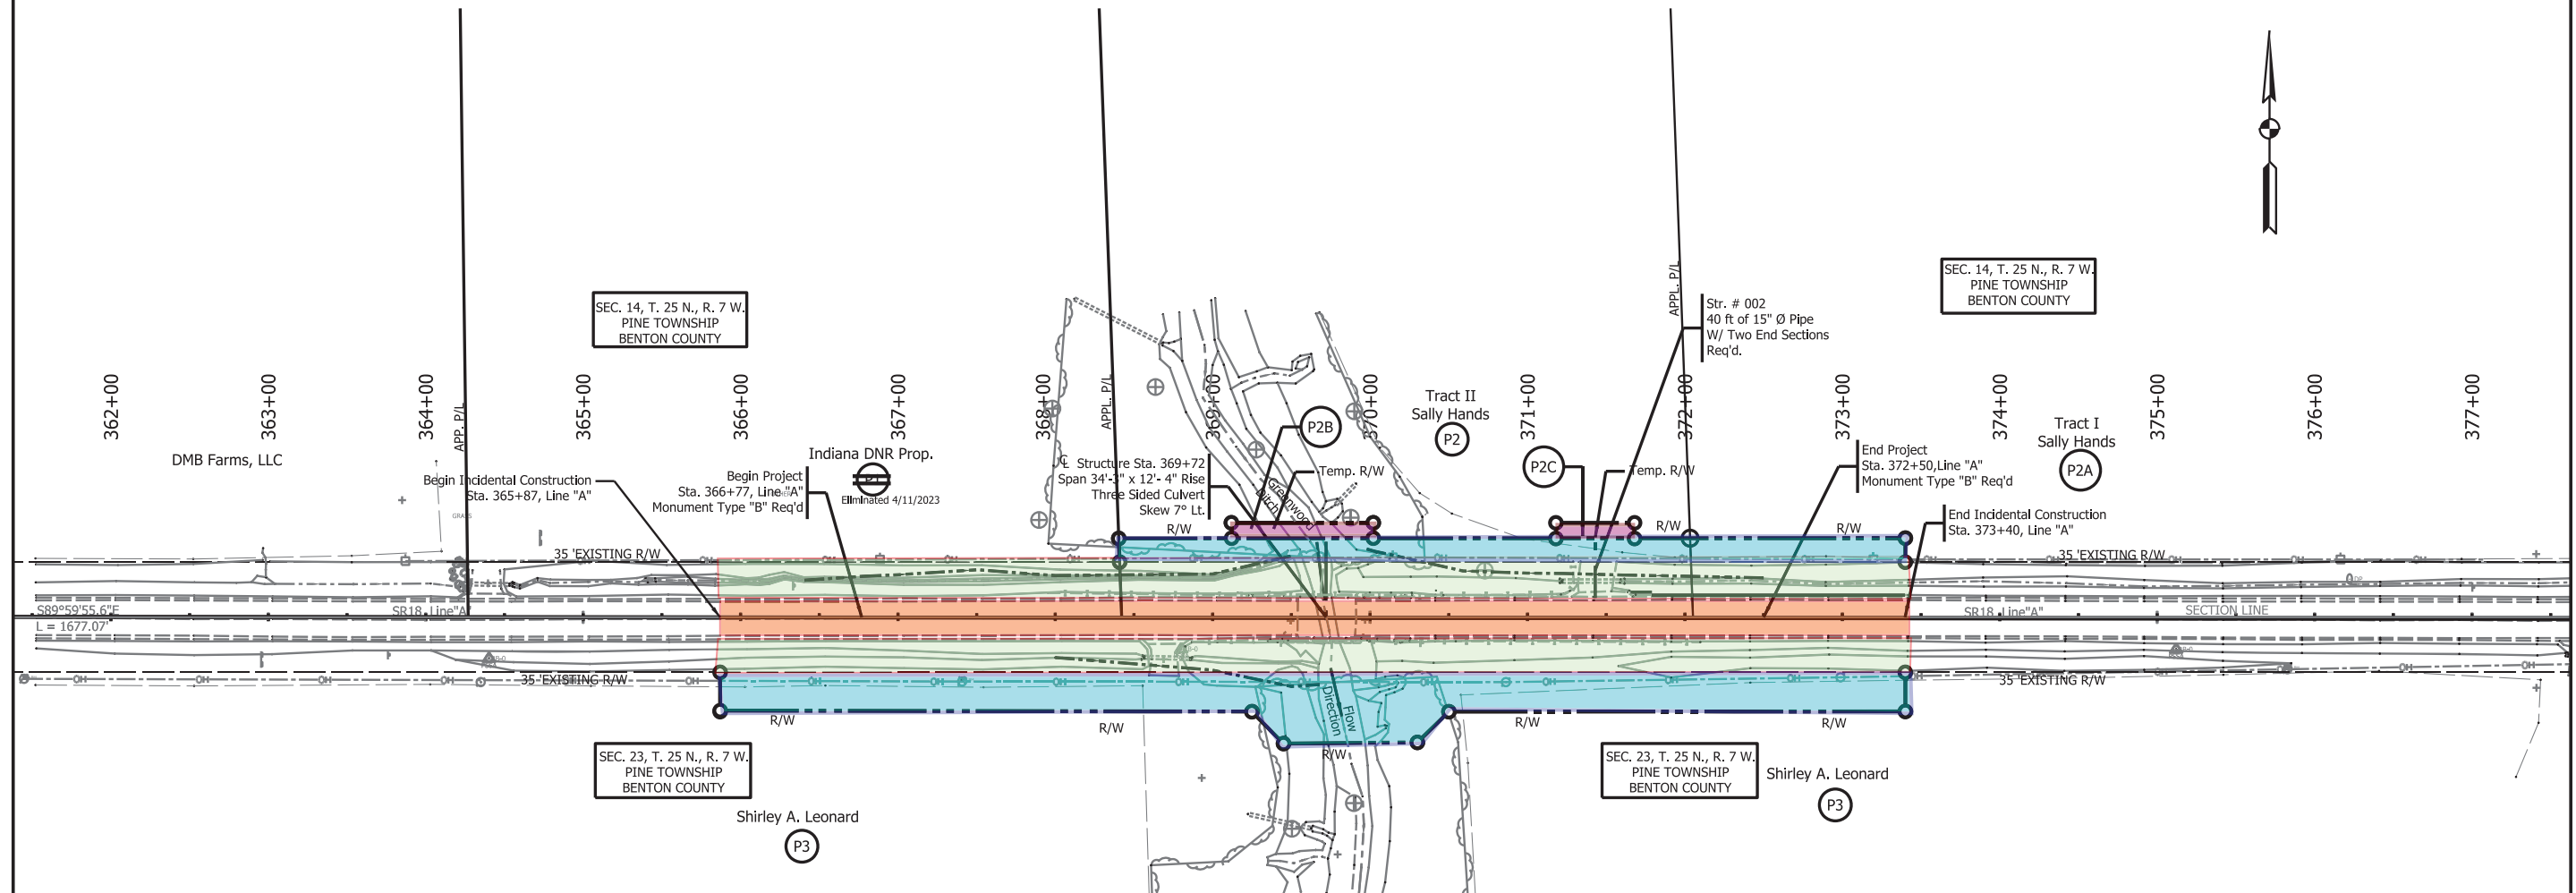 SEC. 14, T. 25 N., R. 7 W.
PINE TOWNSHIP
BENTON COUNTY
SEC. 14, T. 25 N., R. 7 W.
PINE TOWNSHIP
BENTON COUNTY
APPL. P/L
Str. # 002
40 ft of 15" Ø Pipe
W/ Two End Sections
Req'd.
362+00
363+00
364+00
365+00
366+00
367+00
368+00
369+00
370+00
371+00
372+00
373+00
374+00
375+00
376+00
377+00
APP. P/L
APPL. P/L
DMB Farms, LLC
Indiana DNR Prop.
Eliminated 4/11/2023
Begin Incidental Construction
Sta. 365+87, Line "A"
Begin Project
Sta. 366+77, Line "A"
Monument Type "B" Req'd
℄ Structure Sta. 369+72
Span 34'-3" x 12'- 4" Rise
Three Sided Culvert
Skew 7° Lt.
P2B
Temp. R/W
Greenwood
Ditch
Tract II
Sally Hands
P2
P2C
Temp. R/W
End Project
Sta. 372+50,Line "A"
Monument Type "B" Req'd
Tract I
Sally Hands
P2A
End Incidental Construction
Sta. 373+40, Line "A"
GRASS
R/W
R/W
R/W
35 'EXISTING R/W
35 'EXISTING R/W
S89°59'55.6"E
L = 1677.07'
SR18, Line"A"
SR18, Line"A"
SECTION LINE
35 'EXISTING R/W
35 'EXISTING R/W
R/W
R/W
R/W
R/W
R/W
Flow
Direction
SEC. 23, T. 25 N., R. 7 W.
PINE TOWNSHIP
BENTON COUNTY
SEC. 23, T. 25 N., R. 7 W.
PINE TOWNSHIP
BENTON COUNTY
Shirley A. Leonard
P3
Shirley A. Leonard
P3